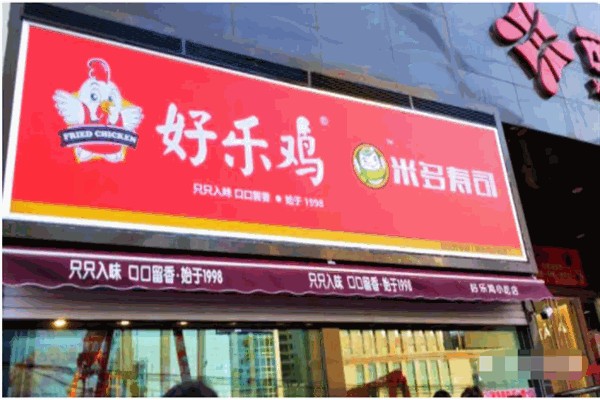 FRIED CHICKEN
好乐鸡®
米多寿司
只只入味 口口留香 ● 始于1998
只只入味 口口留香·始于1998
只只入味 口口留香·始于1998